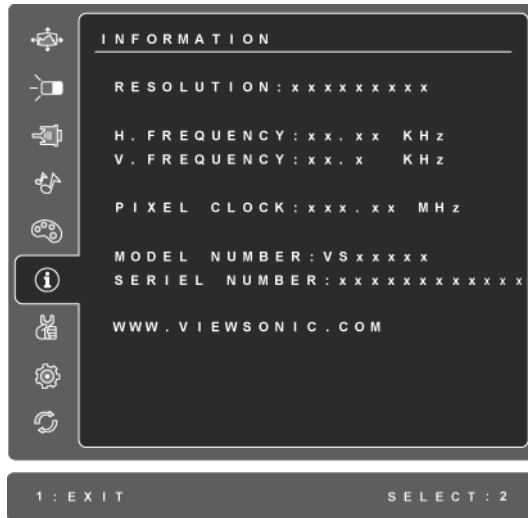 INFORMATION
RESOLUTION:xxxxxxxxx
H. FREQUENCY:xx.xx KHz
V. FREQUENCY:xx.x KHz
PIXEL CLOCK:xxx.xx MHz
MODEL NUMBER:VSxxxxx
SERIEL NUMBER:xxxxxxxxxxxx
WWW.VIEWSONIC.COM
1:EXIT SELECT:2